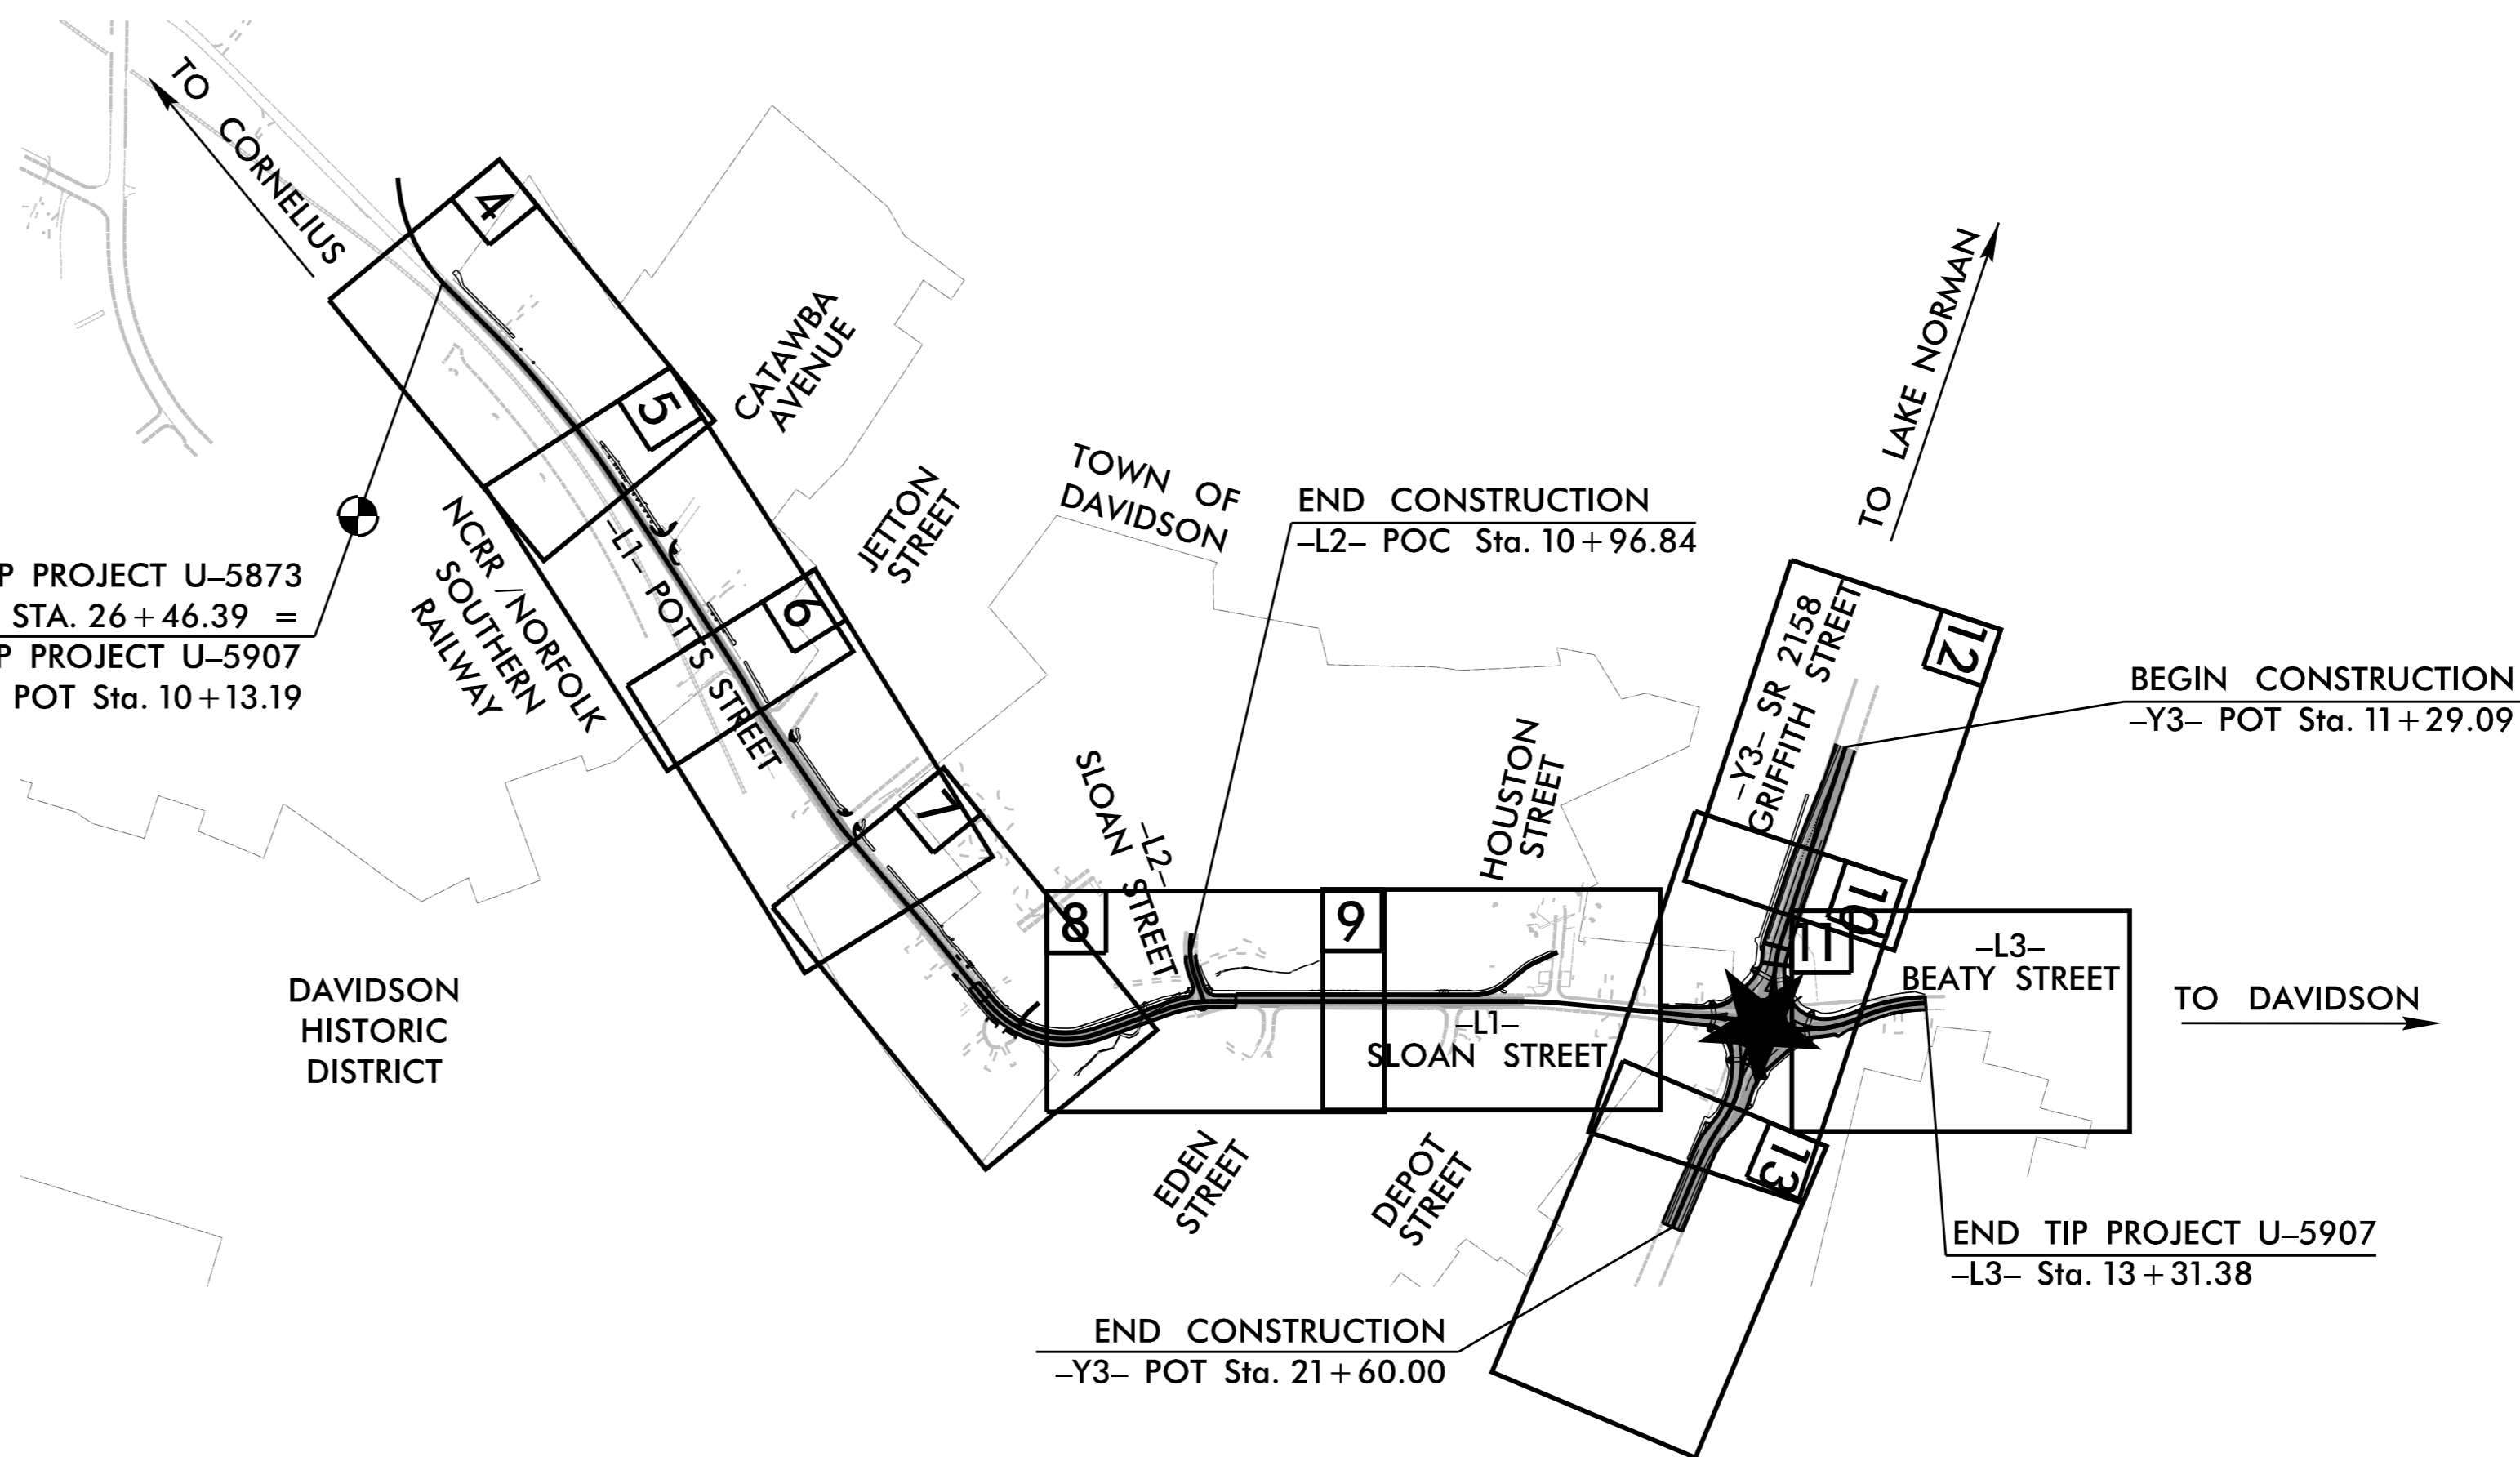 TO CORNELIUS
4
5
CATAWBA
AVENUE
6
JETTON
STREET
7
TOWN OF
DAVIDSON
END CONSTRUCTION
–L2– POC Sta. 10+96.84
TO LAKE NORMAN
P PROJECT U–5873
STA. 26+46.39 =
P PROJECT U–5907
POT Sta. 10+13.19
NCRR /NORFOLK
SOUTHERN
RAILWAY
–L1– POTTS STREET
–L2–
SLOAN STREET
HOUSTON
STREET
–Y3– SR 2158
GRIFFITH STREET
12
BEGIN CONSTRUCTION
–Y3– POT Sta. 11+29.09
8
9
10
11
–L3–
BEATY STREET
TO DAVIDSON
–L1–
SLOAN STREET
DAVIDSON
HISTORIC
DISTRICT
EDEN
STREET
DEPOT
STREET
13
END TIP PROJECT U–5907
–L3– Sta. 13+31.38
END CONSTRUCTION
–Y3– POT Sta. 21+60.00